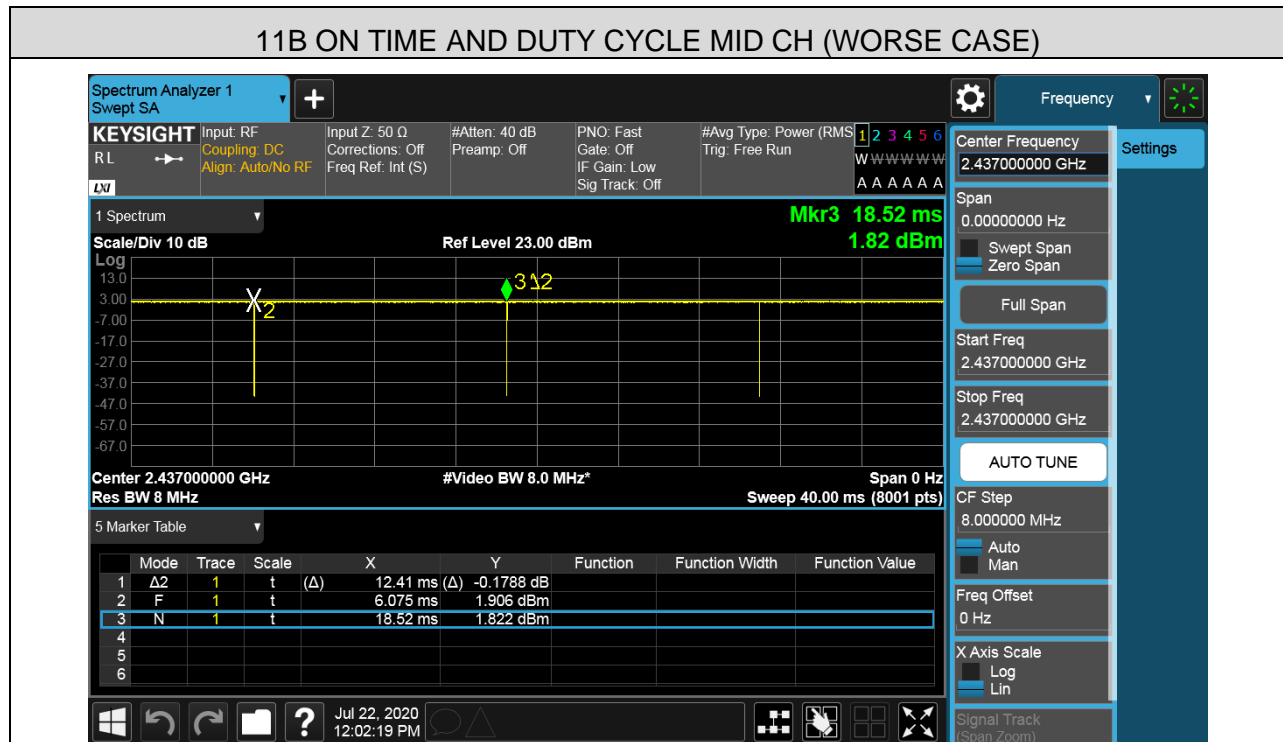 11B ON TIME AND DUTY CYCLE MID CH (WORSE CASE)
Spectrum Analyzer 1
Swept SA
Frequency
KEYSIGHT
RL
LXI
Input: RF
Coupling: DC
Align: Auto/No RF
Input Z: 50 Ω
Corrections: Off
Freq Ref: Int (S)
#Atten: 40 dB
Preamp: Off
PNO: Fast
Gate: Off
IF Gain: Low
Sig Track: Off
#Avg Type: Power (RMS
Trig: Free Run
1 2 3 4 5 6
W W W W W W
A A A A A A
1 Spectrum
Mkr3 18.52 ms
Scale/Div 10 dB
Ref Level 23.00 dBm
1.82 dBm
Log
13.0
3.00
-7.00
-17.0
-27.0
-37.0
-47.0
-57.0
-67.0
X
2
3 1Δ2
Center 2.437000000 GHz
#Video BW 8.0 MHz*
Span 0 Hz
Res BW 8 MHz
Sweep 40.00 ms (8001 pts)
5 Marker Table
Mode Trace Scale X Y Function Function Width Function Value
1 Δ2 1 t (Δ) 12.41 ms (Δ) -0.1788 dB
2 F 1 t 6.075 ms 1.906 dBm
3 N 1 t 18.52 ms 1.822 dBm
4
5
6
?
Jul 22, 2020
12:02:19 PM
Center Frequency
2.437000000 GHz
Settings
Span
0.00000000 Hz
Swept Span
Zero Span
Full Span
Start Freq
2.437000000 GHz
Stop Freq
2.437000000 GHz
AUTO TUNE
CF Step
8.000000 MHz
Auto
Man
Freq Offset
0 Hz
X Axis Scale
Log
Lin
Signal Track
(Span Zoom)